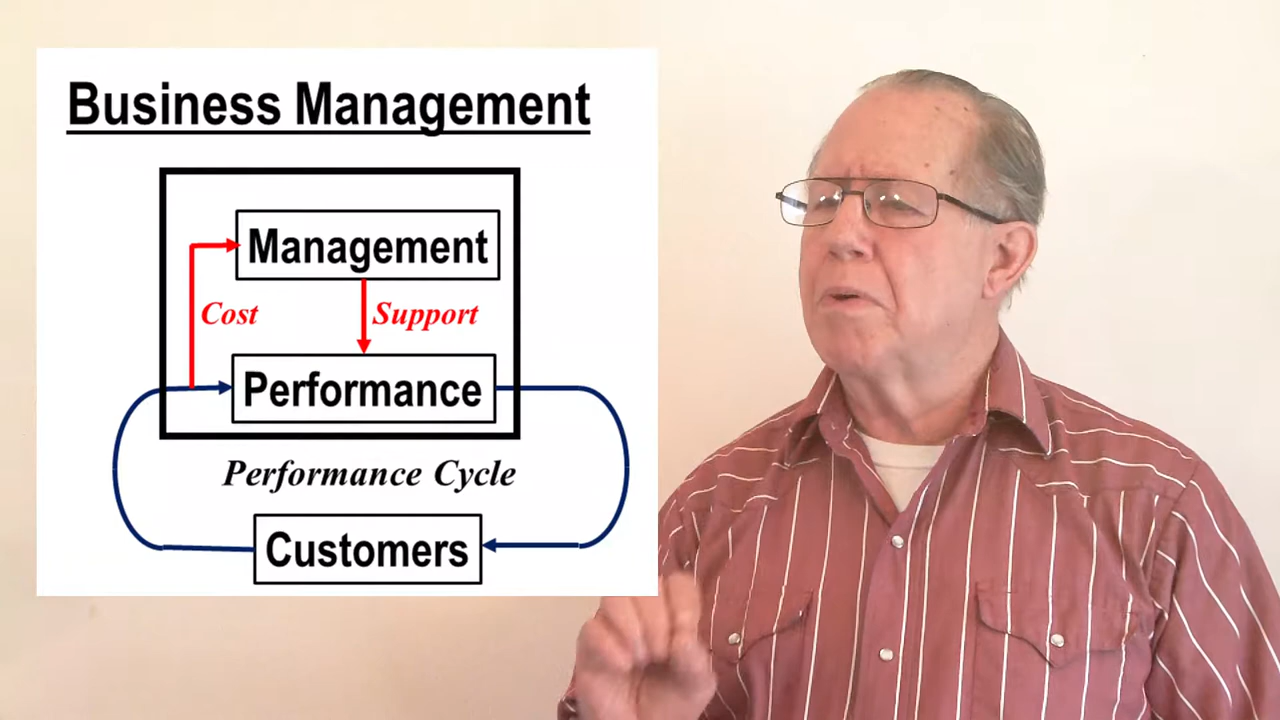 Business Management
Management
Cost
Support
Performance
Performance Cycle
Customers